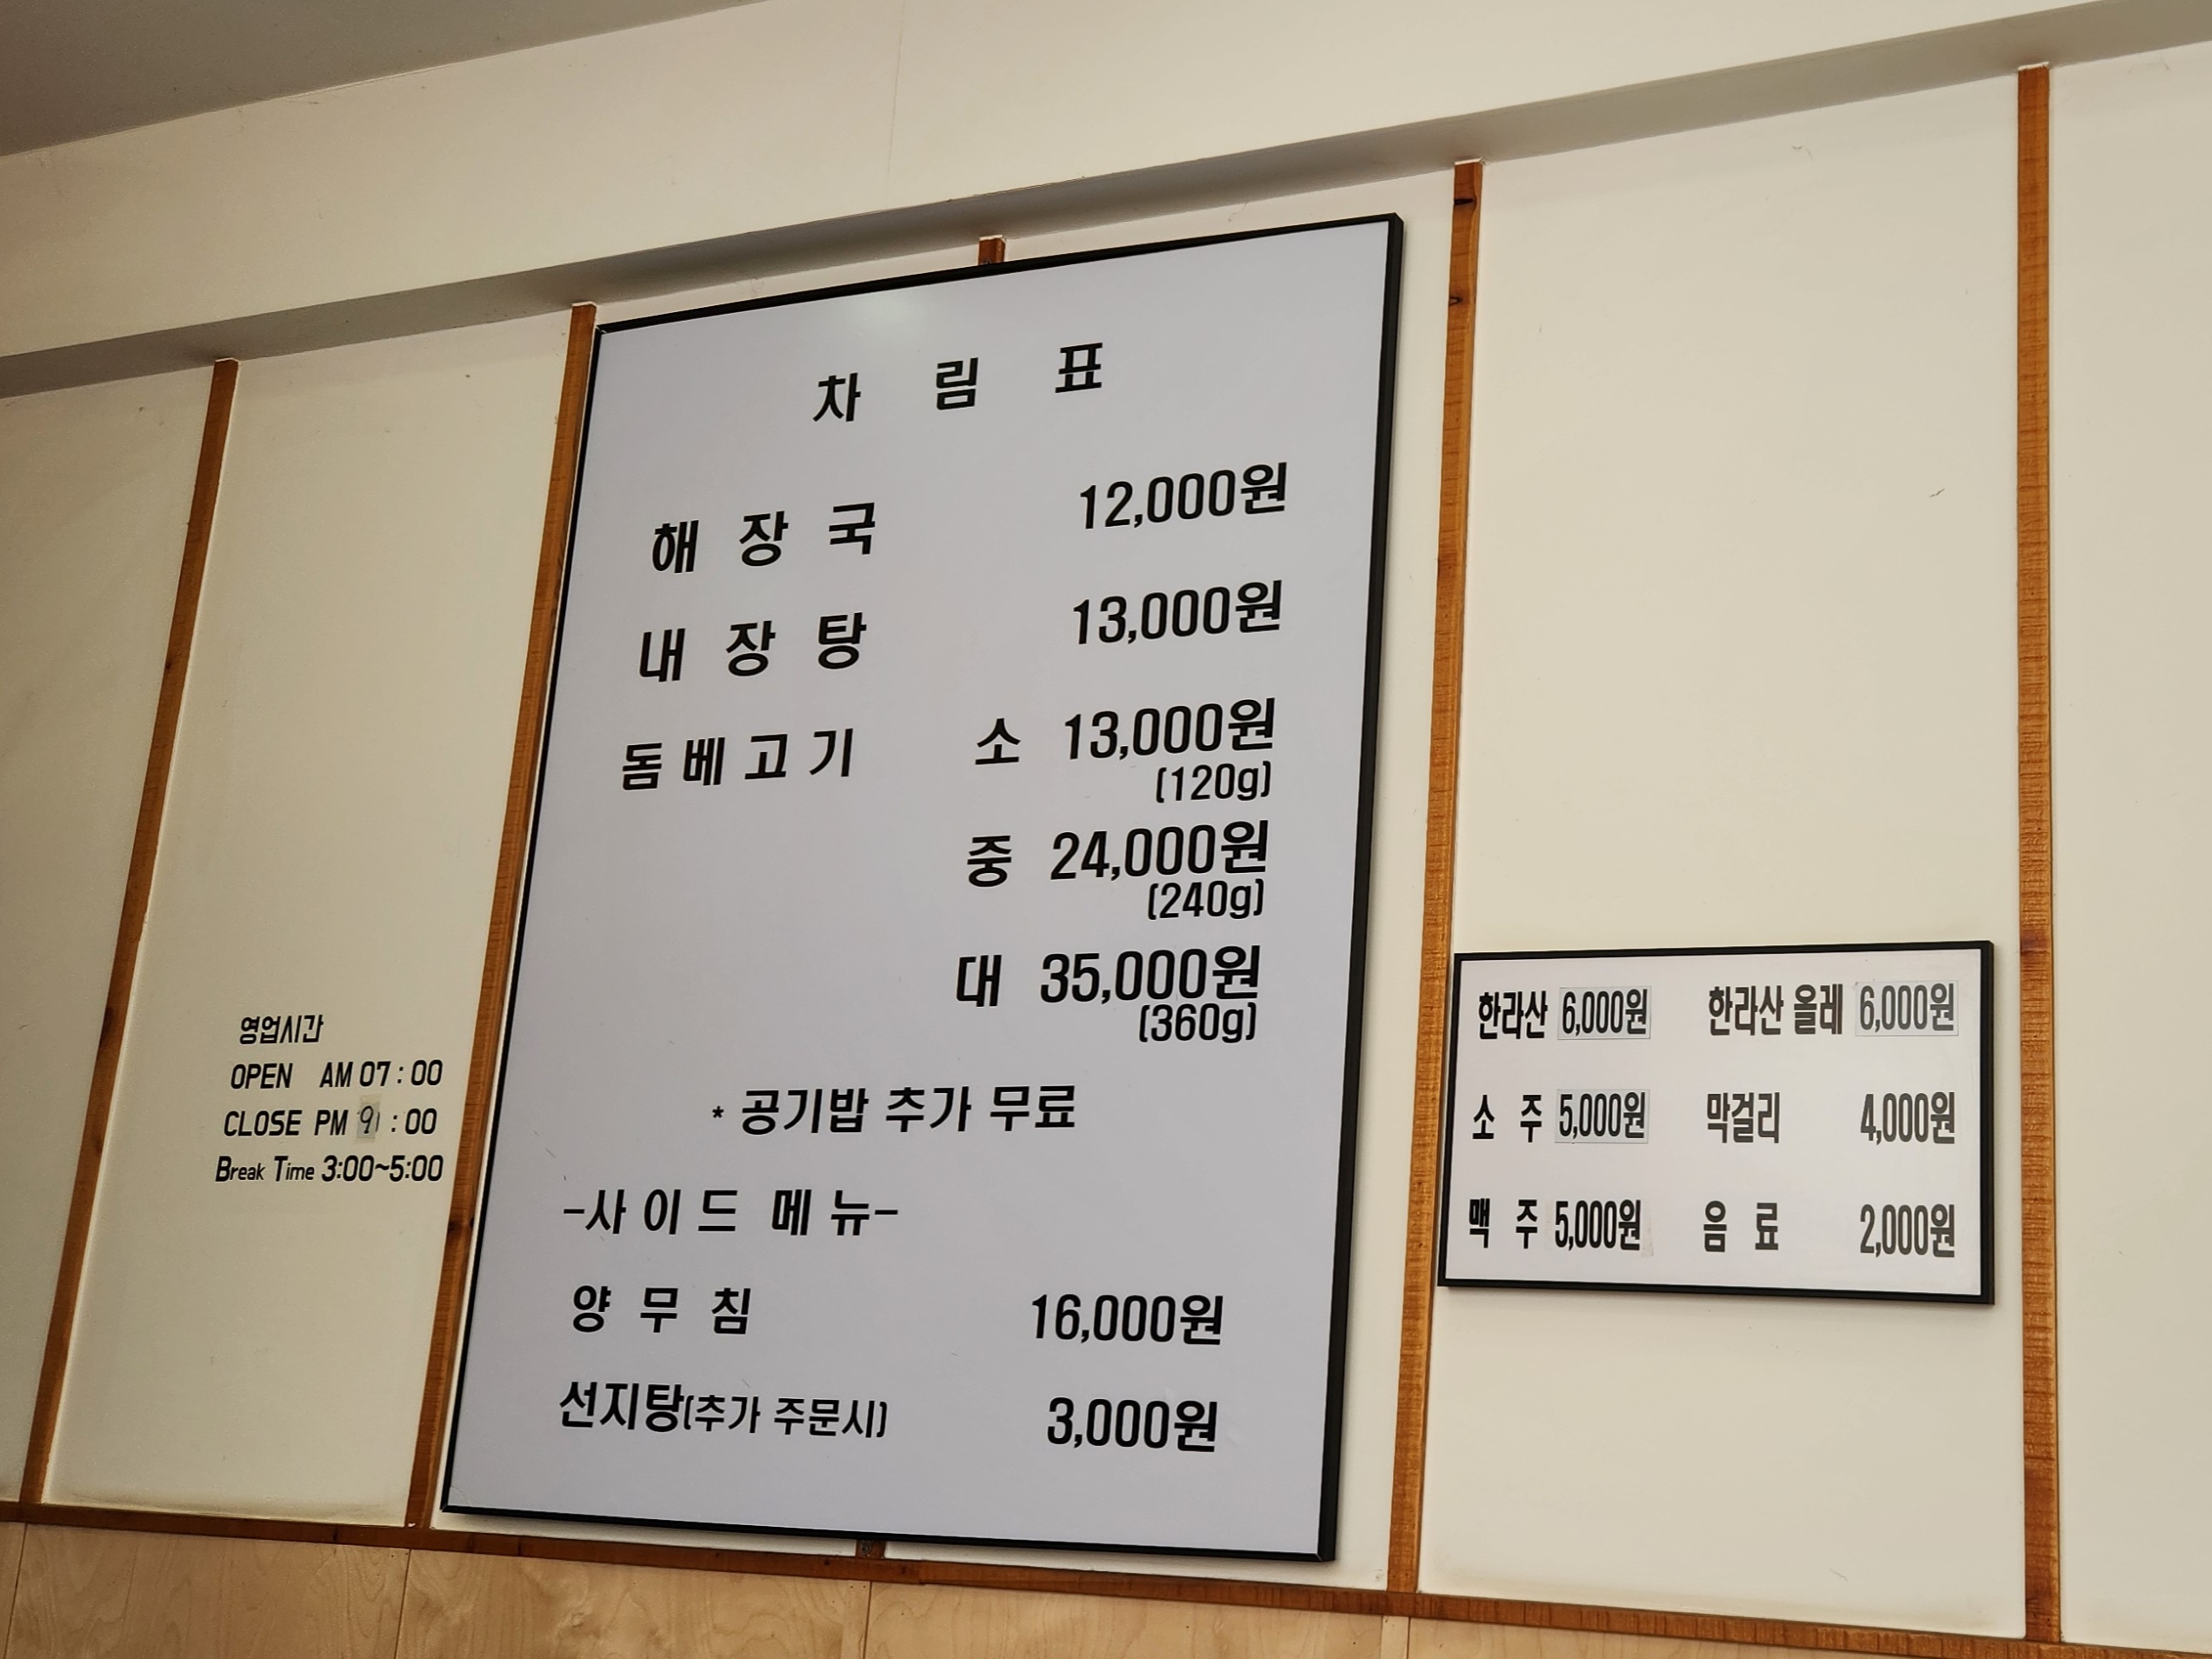 차 림 표
해 장 국 12,000원
내 장 탕 13,000원
돔베고기 소 13,000원
(120g)
중 24,000원
(240g)
대 35,000원
(360g)
* 공기밥 추가 무료
-사이드 메뉴-
양 무 침 16,000원
선지탕(추가 주문시) 3,000원
영업시간
OPEN AM 07:00
CLOSE PM 9:00
Break Time 3:00~5:00
한라산 6,000원 한라산 올레 6,000원
소 주 5,000원 막걸리 4,000원
맥 주 5,000원 음 료 2,000원